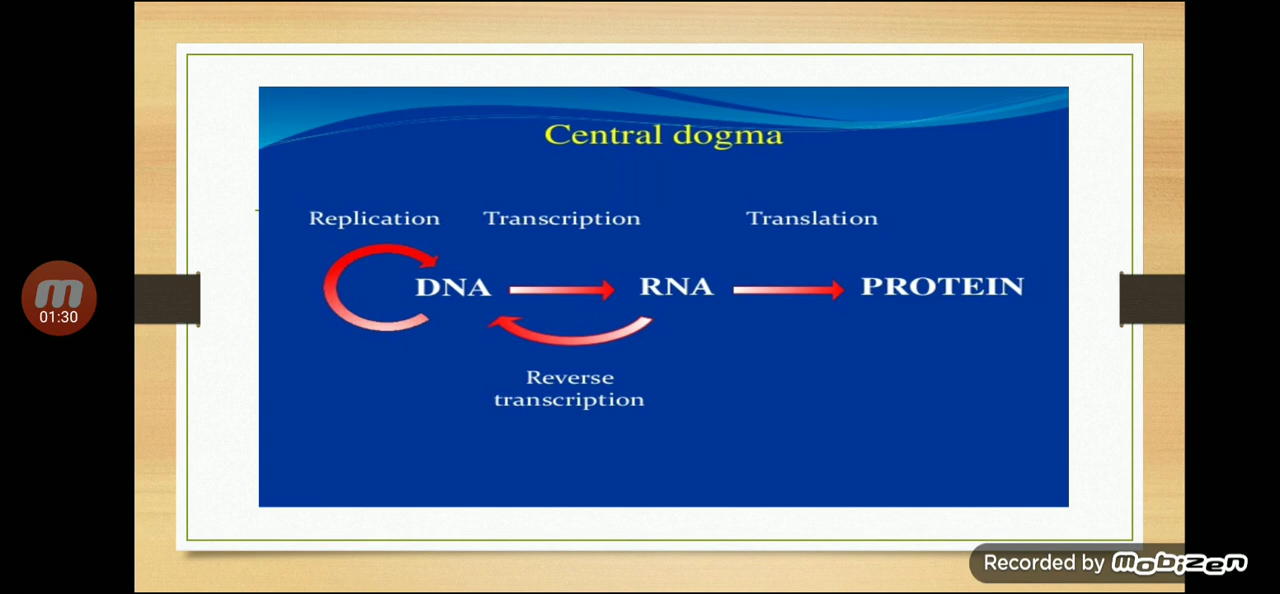 Central dogma
Replication Transcription Translation
DNA RNA PROTEIN
Reverse
transcription
01:30
Recorded by Mobizen